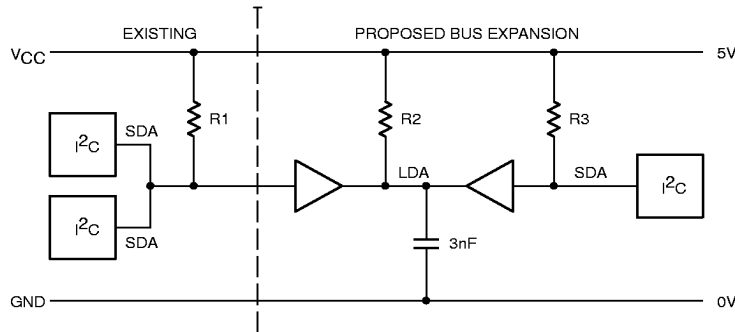 EXISTING
PROPOSED BUS EXPANSION
VCC
5V
R1
R2
R3
I2C
SDA
LDA
SDA
I2C
I2C
SDA
3nF
GND
0V